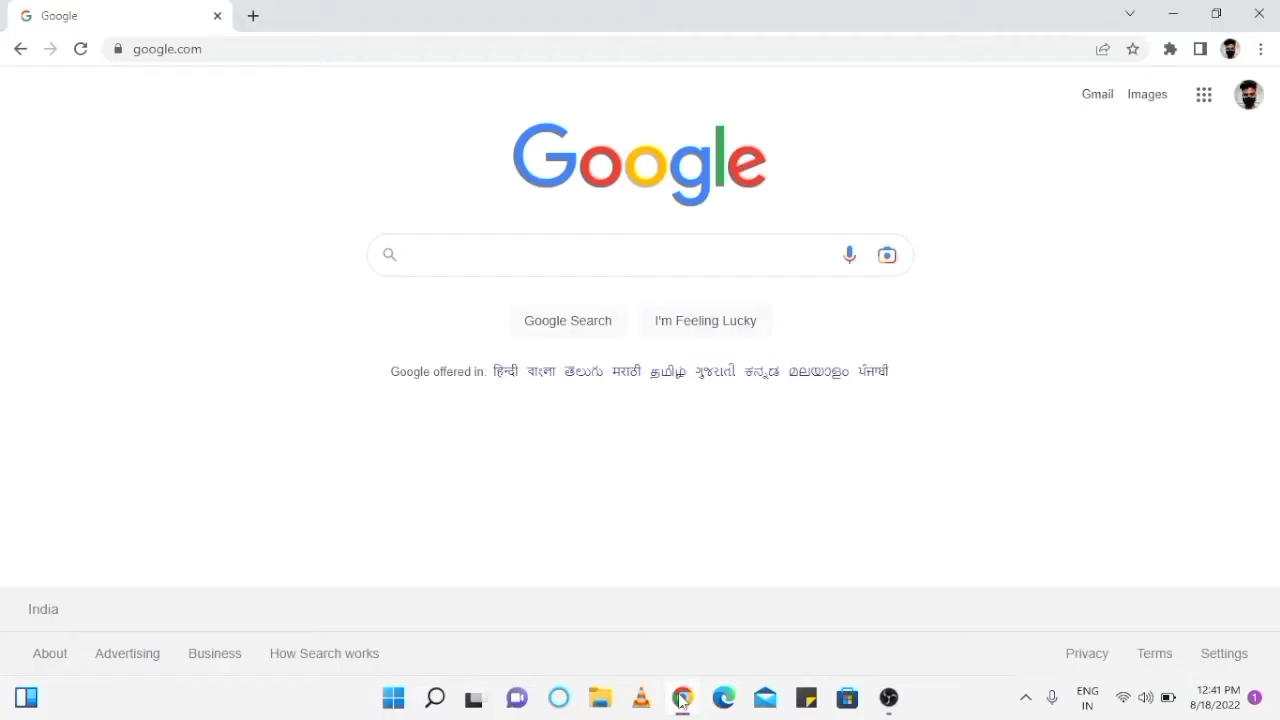 Google
google.com
Gmail Images
Google
Google Search I'm Feeling Lucky
Google offered in: हिन्दी বাংলা తెలుగు मराठी தமிழ் ગુજરાતી ಕನ್ನಡ മലയാളം ਪੰਜਾਬੀ
India
About Advertising Business How Search works Privacy Terms Settings
ENG
IN
12:41 PM
8/18/2022
1